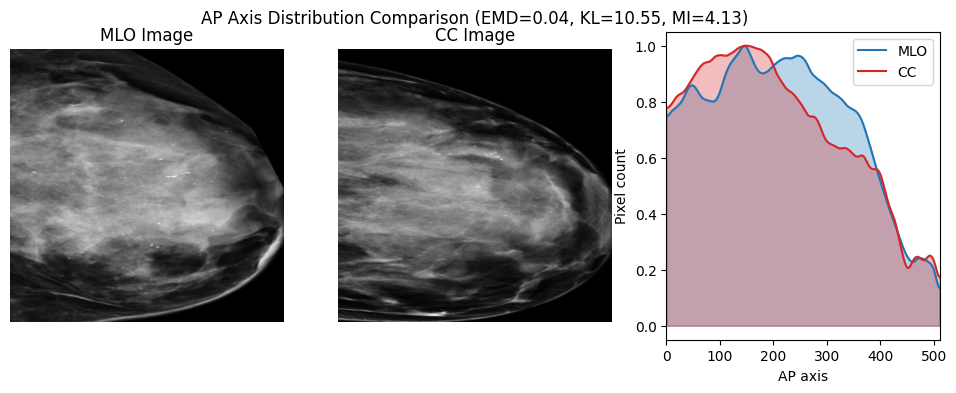 AP Axis Distribution Comparison (EMD=0.04, KL=10.55, MI=4.13)
MLO Image
CC Image
MLO
CC
Pixel count
1.0
0.8
0.6
0.4
0.2
0.0
0 100 200 300 400 500
AP axis